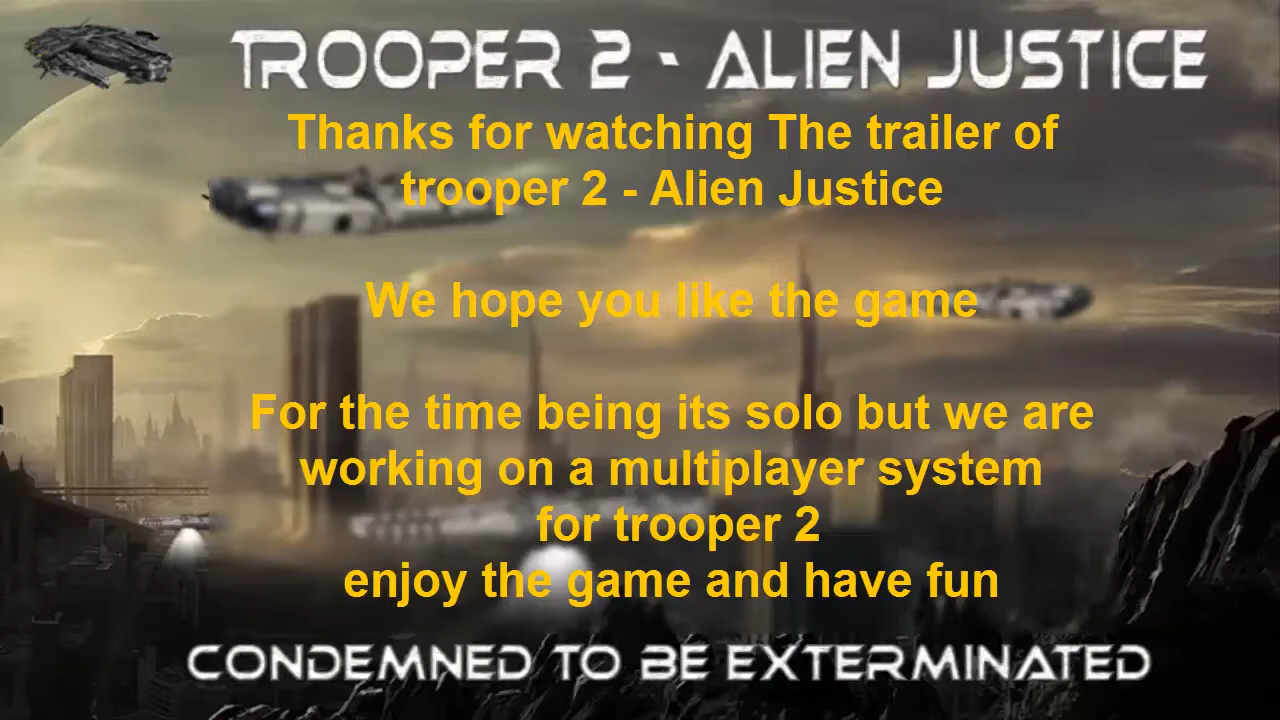 TROOPER 2 - ALIEN JUSTICE
Thanks for watching The trailer of
trooper 2 - Alien Justice
We hope you like the game
For the time being its solo but we are
working on a multiplayer system
for trooper 2
enjoy the game and have fun
CONDEMNED TO BE EXTERMINATED